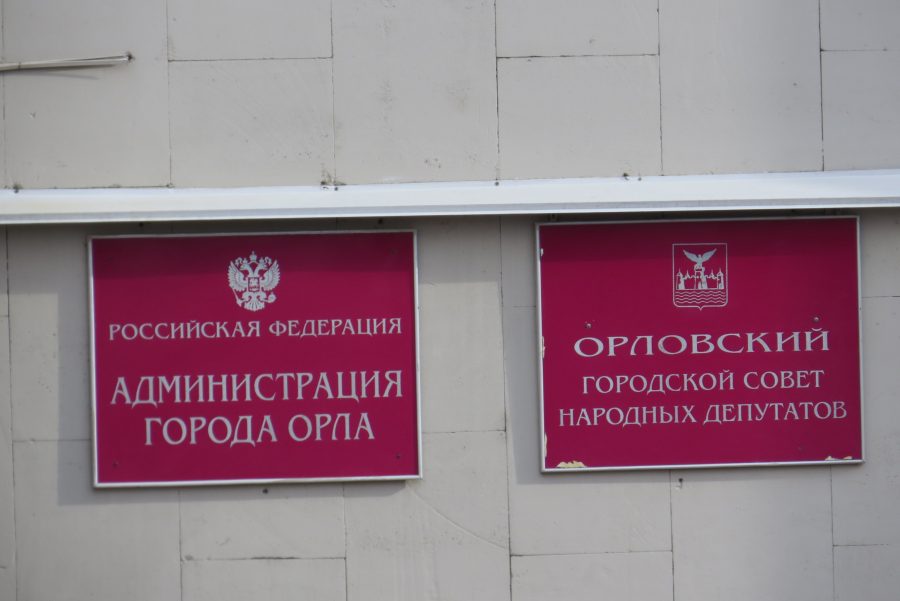 РОССИЙСКАЯ ФЕДЕРАЦИЯ
АДМИНИСТРАЦИЯ
ГОРОДА ОРЛА
ОРЛОВСКИЙ
ГОРОДСКОЙ СОВЕТ
НАРОДНЫХ ДЕПУТАТОВ